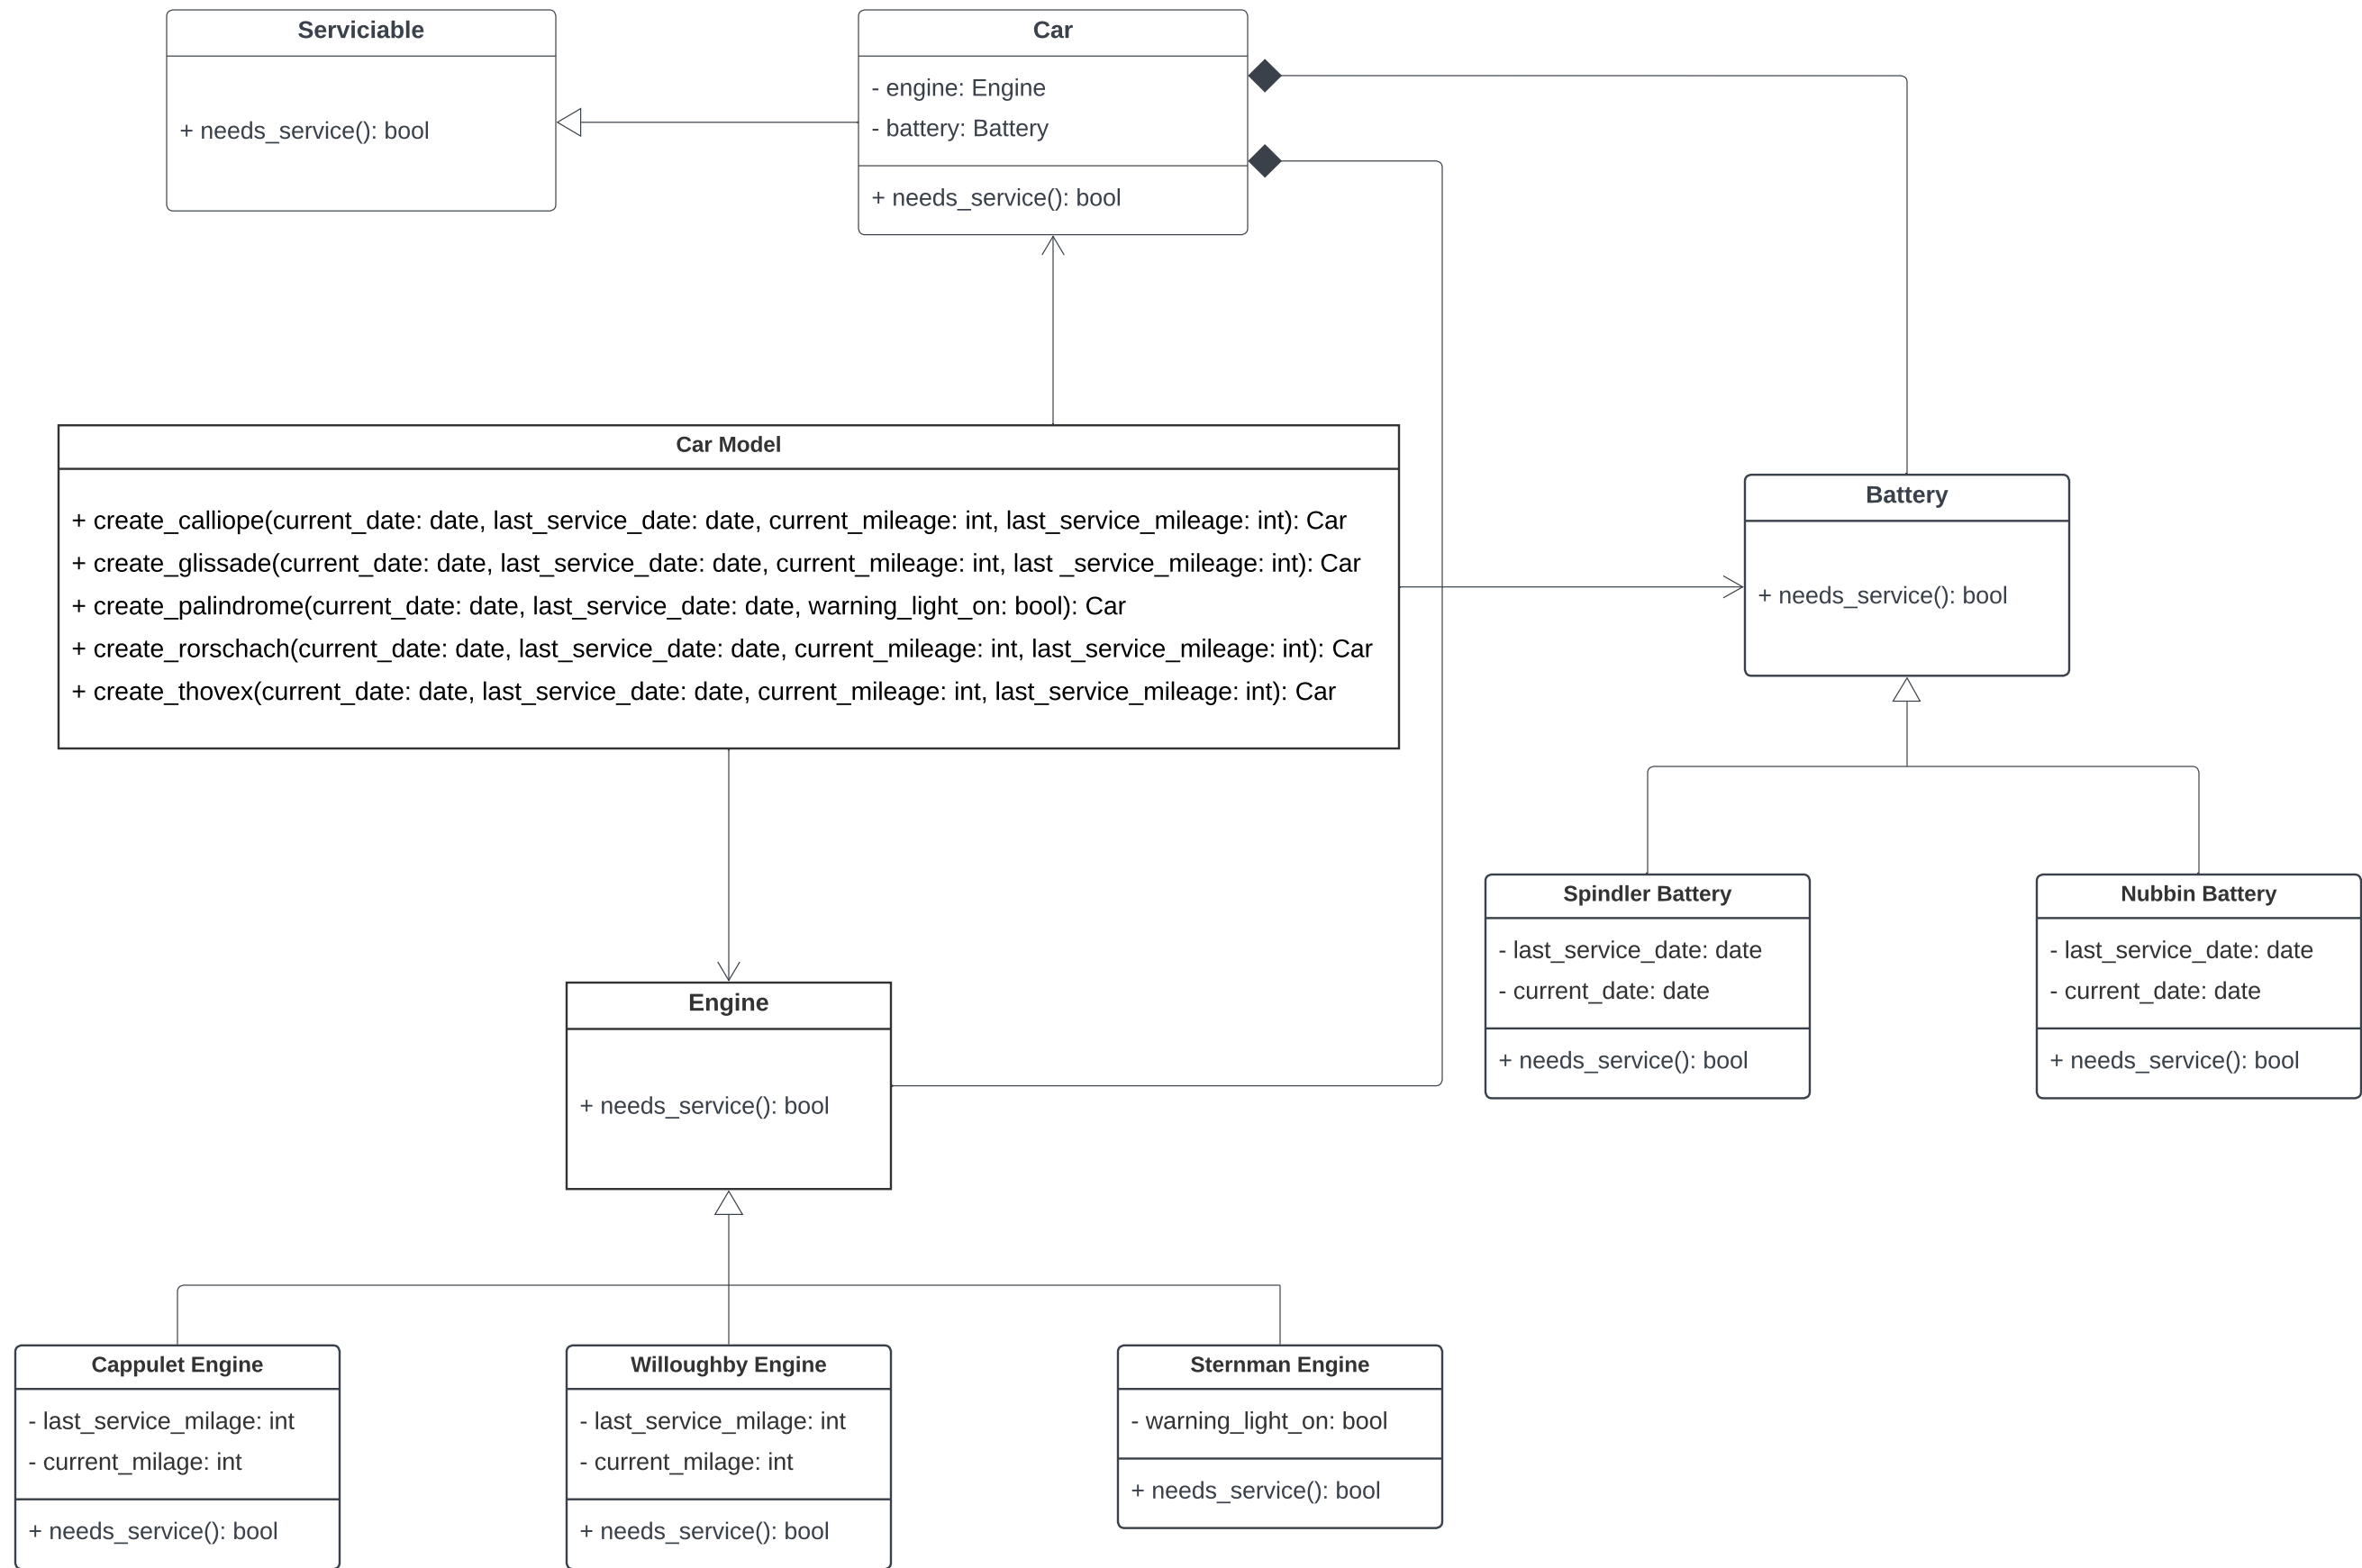 Serviciable
+ needs_service(): bool
Car
- engine: Engine
- battery: Battery
+ needs_service(): bool
Car Model
+ create_calliope(current_date: date, last_service_date: date, current_mileage: int, last_service_mileage: int): Car
+ create_glissade(current_date: date, last_service_date: date, current_mileage: int, last _service_mileage: int): Car
+ create_palindrome(current_date: date, last_service_date: date, warning_light_on: bool): Car
+ create_rorschach(current_date: date, last_service_date: date, current_mileage: int, last_service_mileage: int): Car
+ create_thovex(current_date: date, last_service_date: date, current_mileage: int, last_service_mileage: int): Car
Battery
+ needs_service(): bool
Spindler Battery
- last_service_date: date
- current_date: date
+ needs_service(): bool
Nubbin Battery
- last_service_date: date
- current_date: date
+ needs_service(): bool
Engine
+ needs_service(): bool
Cappulet Engine
- last_service_milage: int
- current_milage: int
+ needs_service(): bool
Willoughby Engine
- last_service_milage: int
- current_milage: int
+ needs_service(): bool
Sternman Engine
- warning_light_on: bool
+ needs_service(): bool